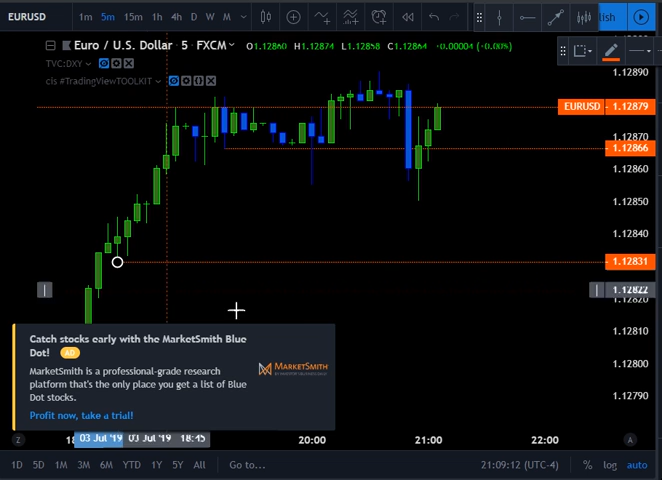 EURUSD 1m 5m 15m 1h 4h D W M lish
Euro / U.S. Dollar · 5 · FXCM O1.12860 H1.12874 L1.12858 C1.12864 +0.00004 (+0.00%)
TVC:DXY
cis #TradingViewTOOLKIT
1.12890
EURUSD 1.12879
1.12870
1.12866
1.12860
1.12850
1.12840
1.12831
1.12822
1.12820
1.12810
1.12800
1.12790
Catch stocks early with the MarketSmith Blue
Dot! AD
MarketSmith is a professional-grade research
platform that's the only place you get a list of Blue
Dot stocks.
MARKETSMITH
Profit now, take a trial!
Z 03 Jul '19 03 Jul '19 18:45 20:00 21:00 22:00 A
1D 5D 1M 3M 6M YTD 1Y 5Y All Go to... 21:09:12 (UTC-4) % log auto